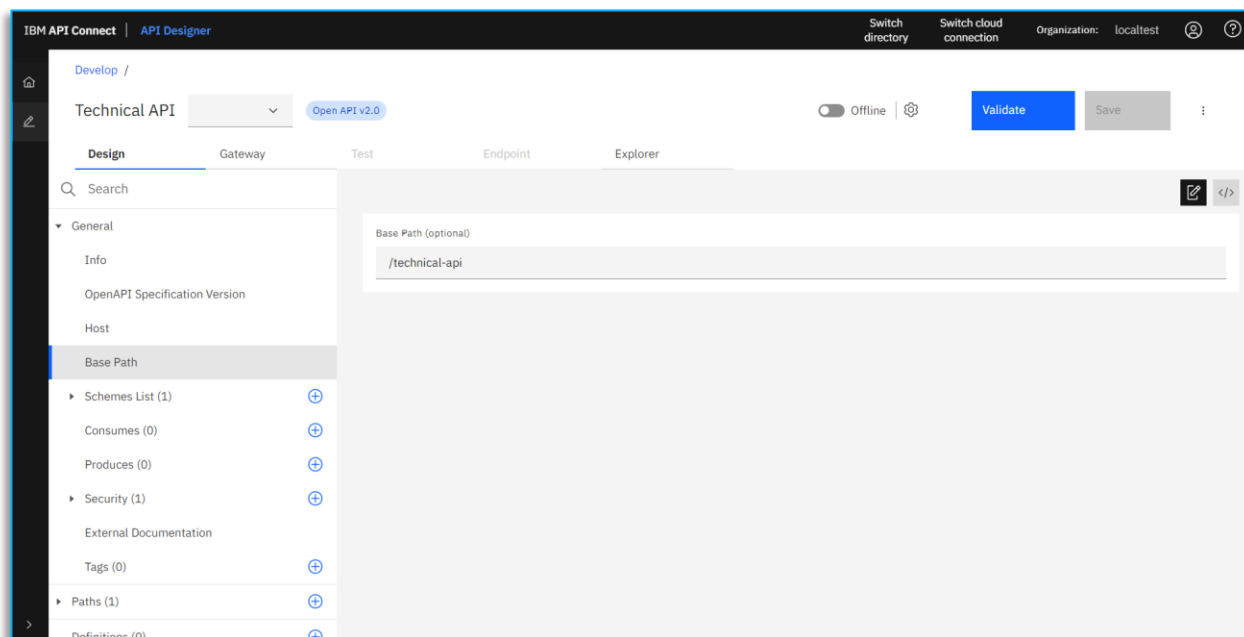 IBM API Connect | API Designer Switch directory Switch cloud connection Organization: localtest
Develop /
Technical API Open API v2.0 Offline Validate Save
Design Gateway Test Endpoint Explorer
Search
General
Base Path (optional)
/technical-api
Info
OpenAPI Specification Version
Host
Base Path
Schemes List (1)
Consumes (0)
Produces (0)
Security (1)
External Documentation
Tags (0)
Paths (1)
Definitions (0)